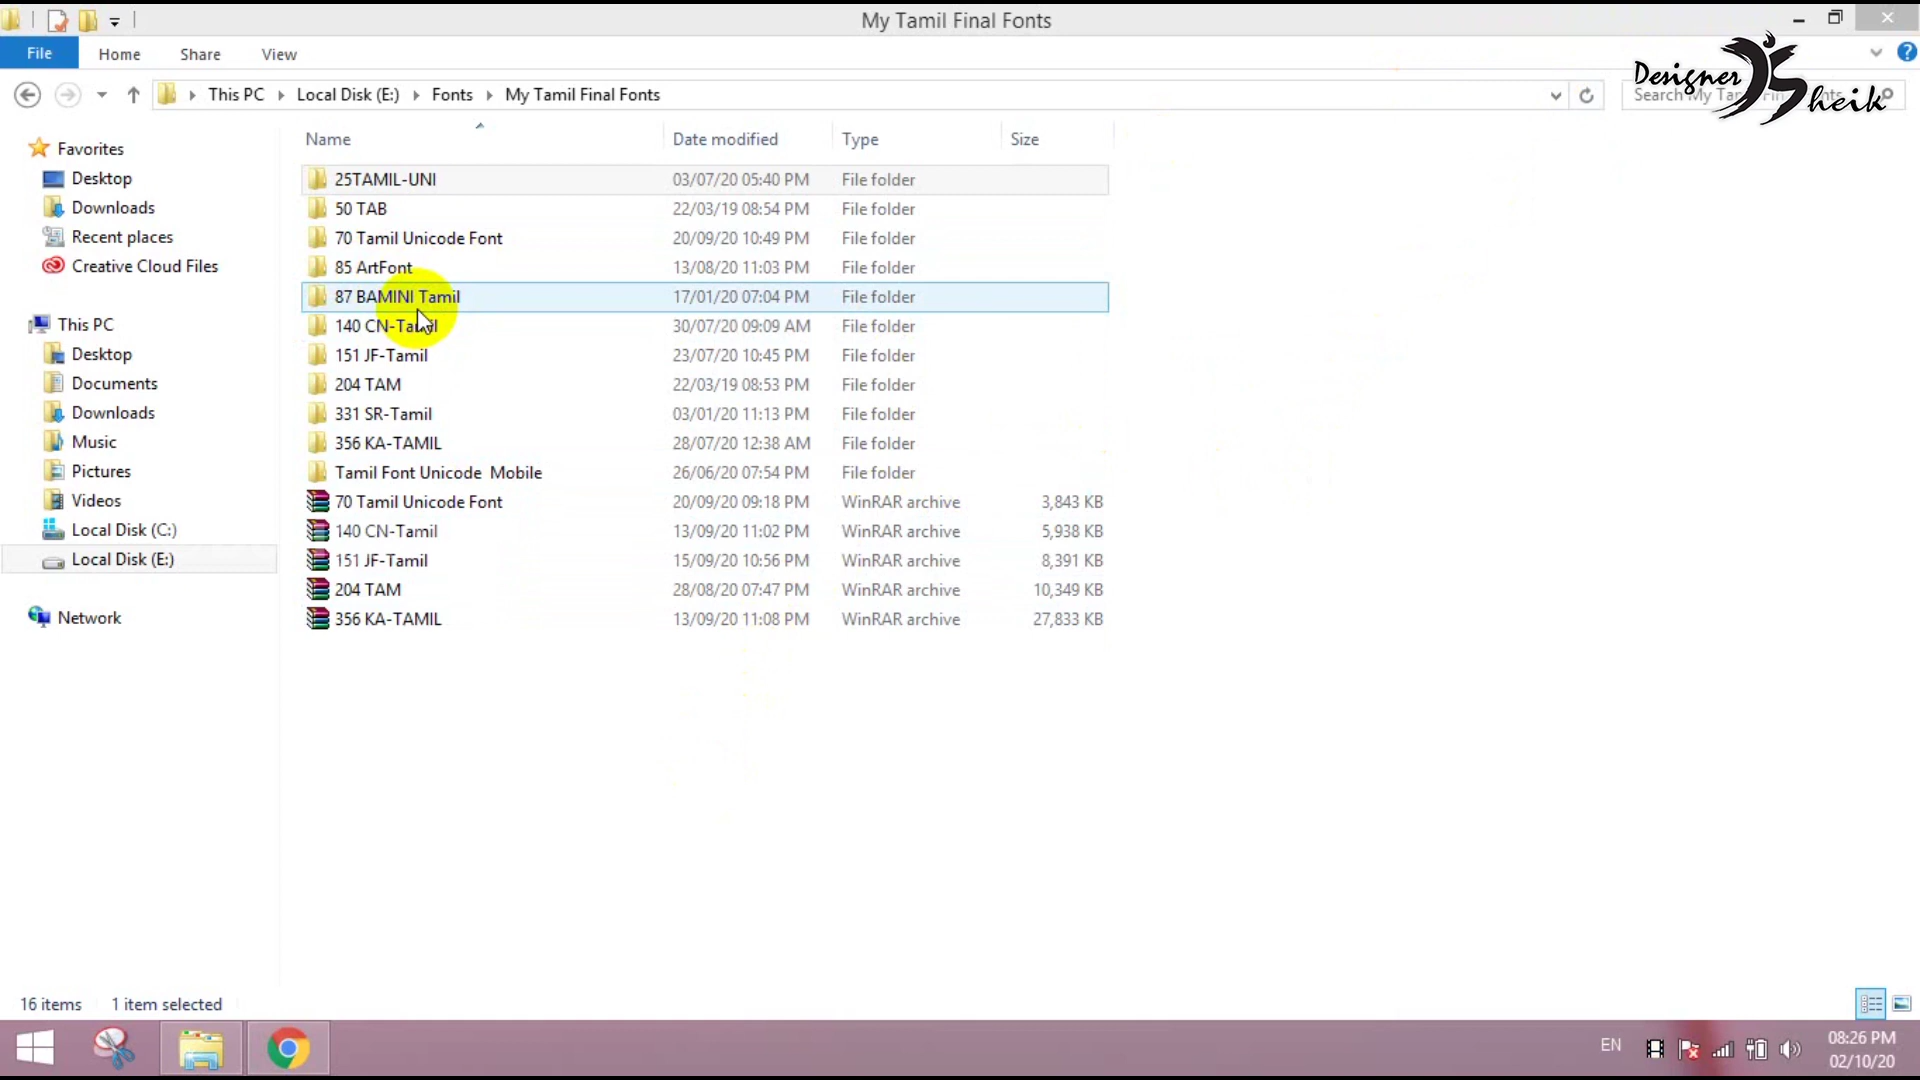 My Tamil Final Fonts
File Home Share View
Designer Sheik
This PC Local Disk (E:) Fonts My Tamil Final Fonts
Search My Ta
Name Date modified Type Size
Favorites
Desktop
Downloads
Recent places
Creative Cloud Files
This PC
Desktop
Documents
Downloads
Music
Pictures
Videos
Local Disk (C:)
Local Disk (E:)
Network
25TAMIL-UNI 03/07/20 05:40 PM File folder
50 TAB 22/03/19 08:54 PM File folder
70 Tamil Unicode Font 20/09/20 10:49 PM File folder
85 ArtFont 13/08/20 11:03 PM File folder
87 BAMINI Tamil 17/01/20 07:04 PM File folder
140 CN-Tamil 30/07/20 09:09 AM File folder
151 JF-Tamil 23/07/20 10:45 PM File folder
204 TAM 22/03/19 08:53 PM File folder
331 SR-Tamil 03/01/20 11:13 PM File folder
356 KA-TAMIL 28/07/20 12:38 AM File folder
Tamil Font Unicode  Mobile 26/06/20 07:54 PM File folder
70 Tamil Unicode Font 20/09/20 09:18 PM WinRAR archive 3,843 KB
140 CN-Tamil 13/09/20 11:02 PM WinRAR archive 5,938 KB
151 JF-Tamil 15/09/20 10:56 PM WinRAR archive 8,391 KB
204 TAM 28/08/20 07:47 PM WinRAR archive 10,349 KB
356 KA-TAMIL 13/09/20 11:08 PM WinRAR archive 27,833 KB
16 items 1 item selected
EN
08:26 PM
02/10/20